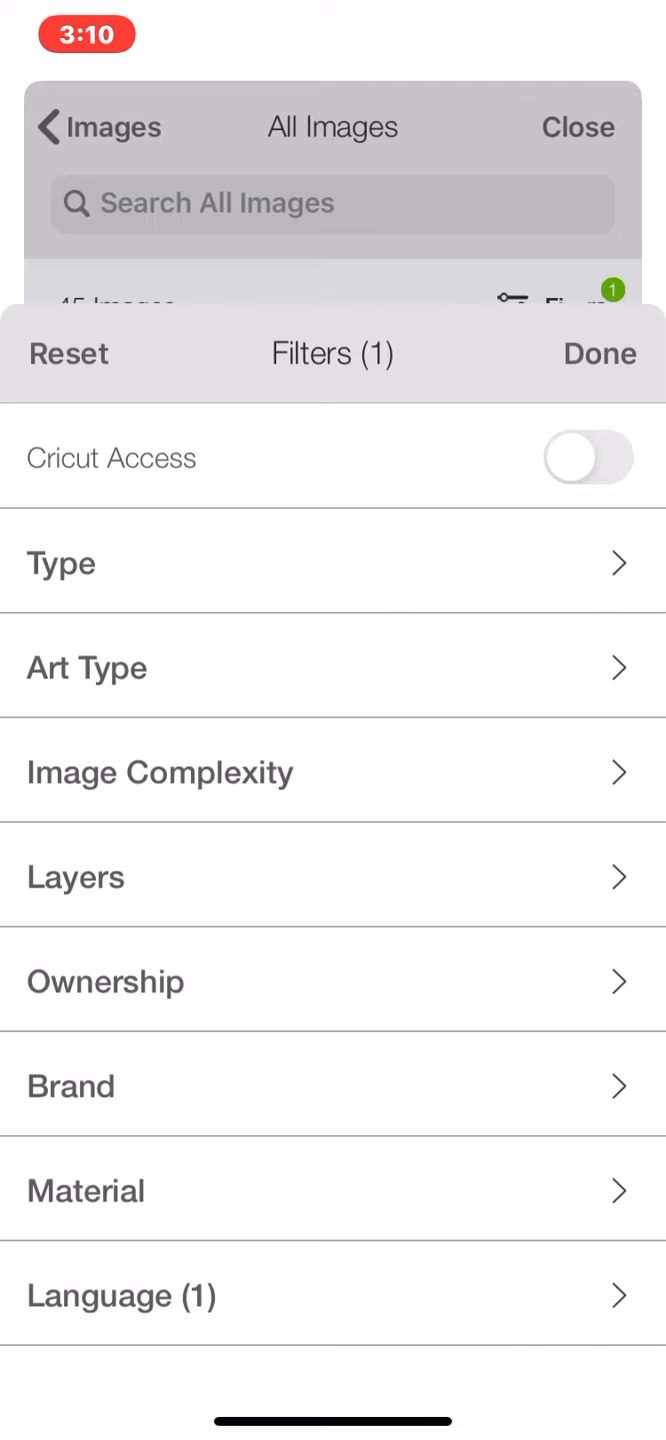 3:10
Images
All Images
Close
Search All Images
1
Reset
Filters (1)
Done
Cricut Access
Type
Art Type
Image Complexity
Layers
Ownership
Brand
Material
Language (1)